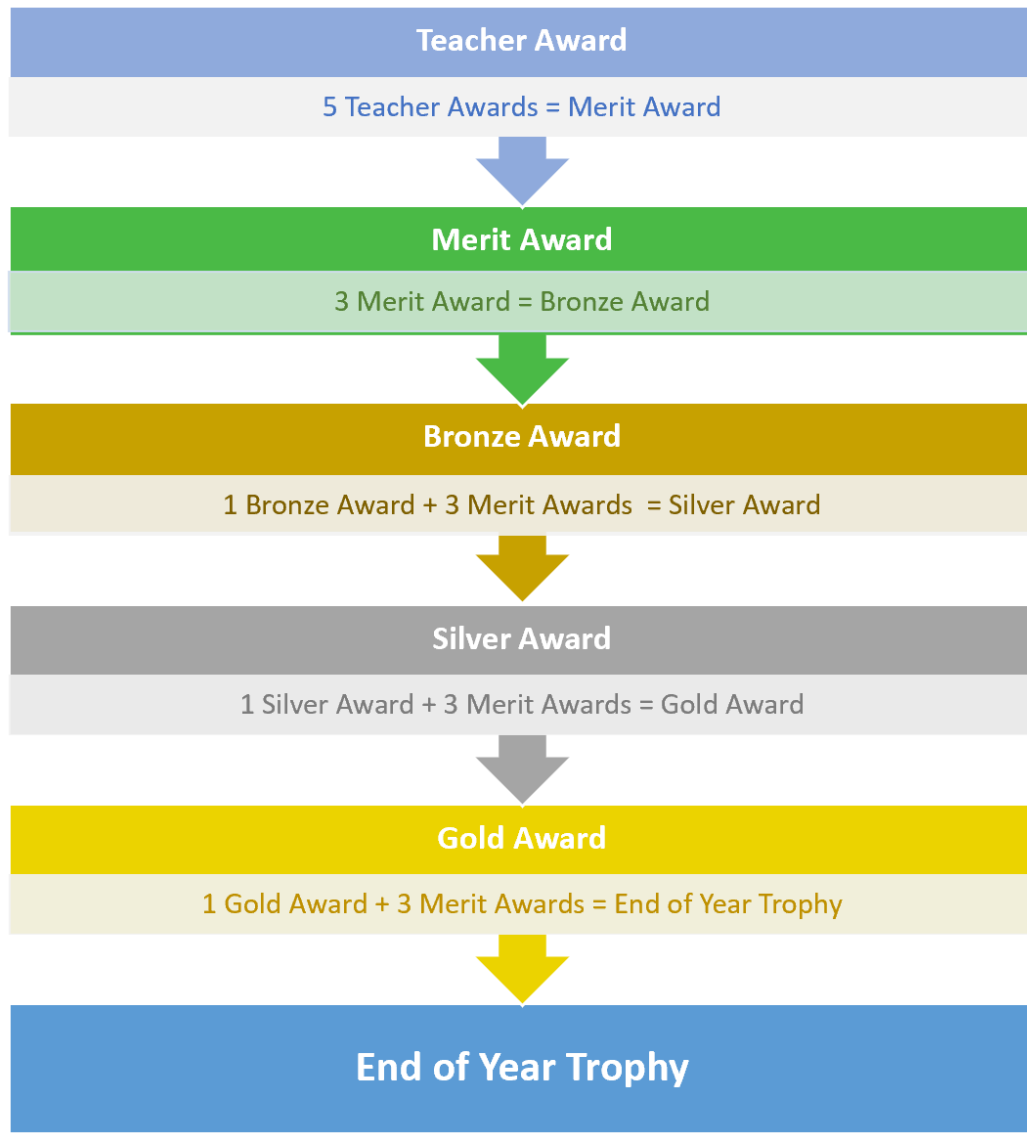 Teacher Award
5 Teacher Awards = Merit Award
Merit Award
3 Merit Award = Bronze Award
Bronze Award
1 Bronze Award + 3 Merit Awards  = Silver Award
Silver Award
1 Silver Award + 3 Merit Awards = Gold Award
Gold Award
1 Gold Award + 3 Merit Awards = End of Year Trophy
End of Year Trophy